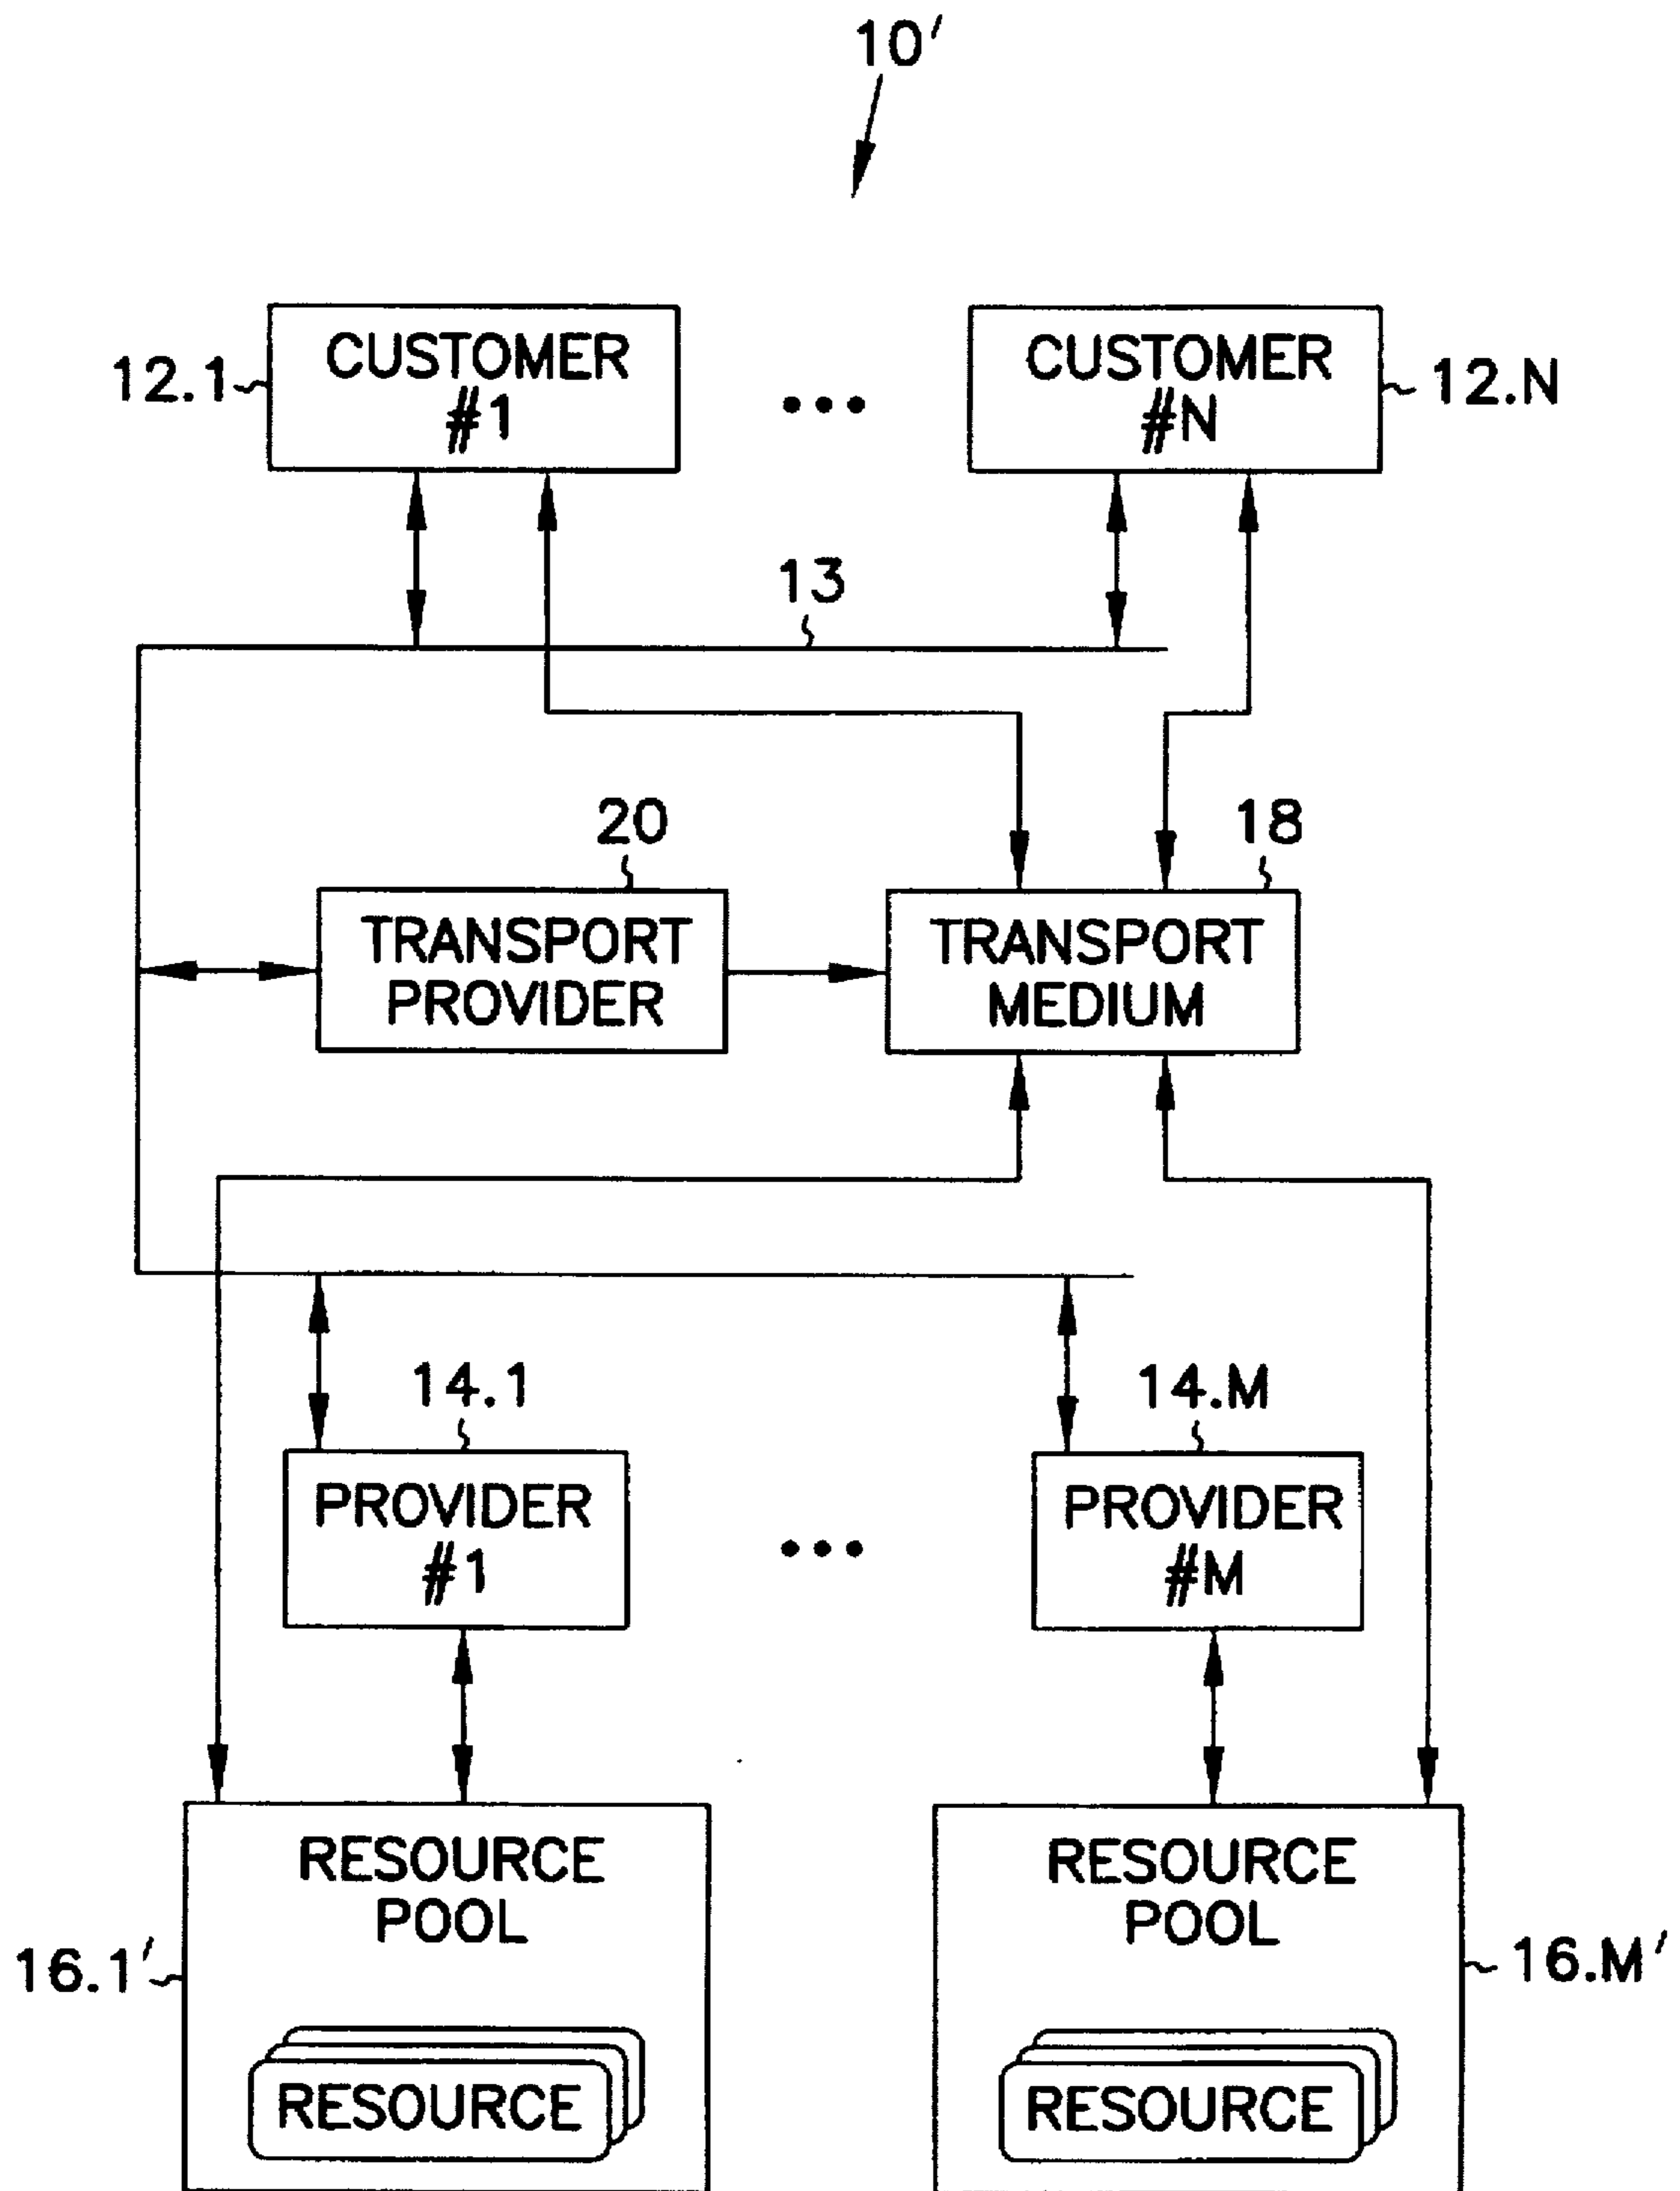 10'
CUSTOMER
#1
12.1
CUSTOMER
#N
12.N
13
20
18
TRANSPORT
PROVIDER
TRANSPORT
MEDIUM
14.1
14.M
PROVIDER
#1
PROVIDER
#M
RESOURCE
POOL
16.1'
RESOURCE
RESOURCE
POOL
16.M'
RESOURCE